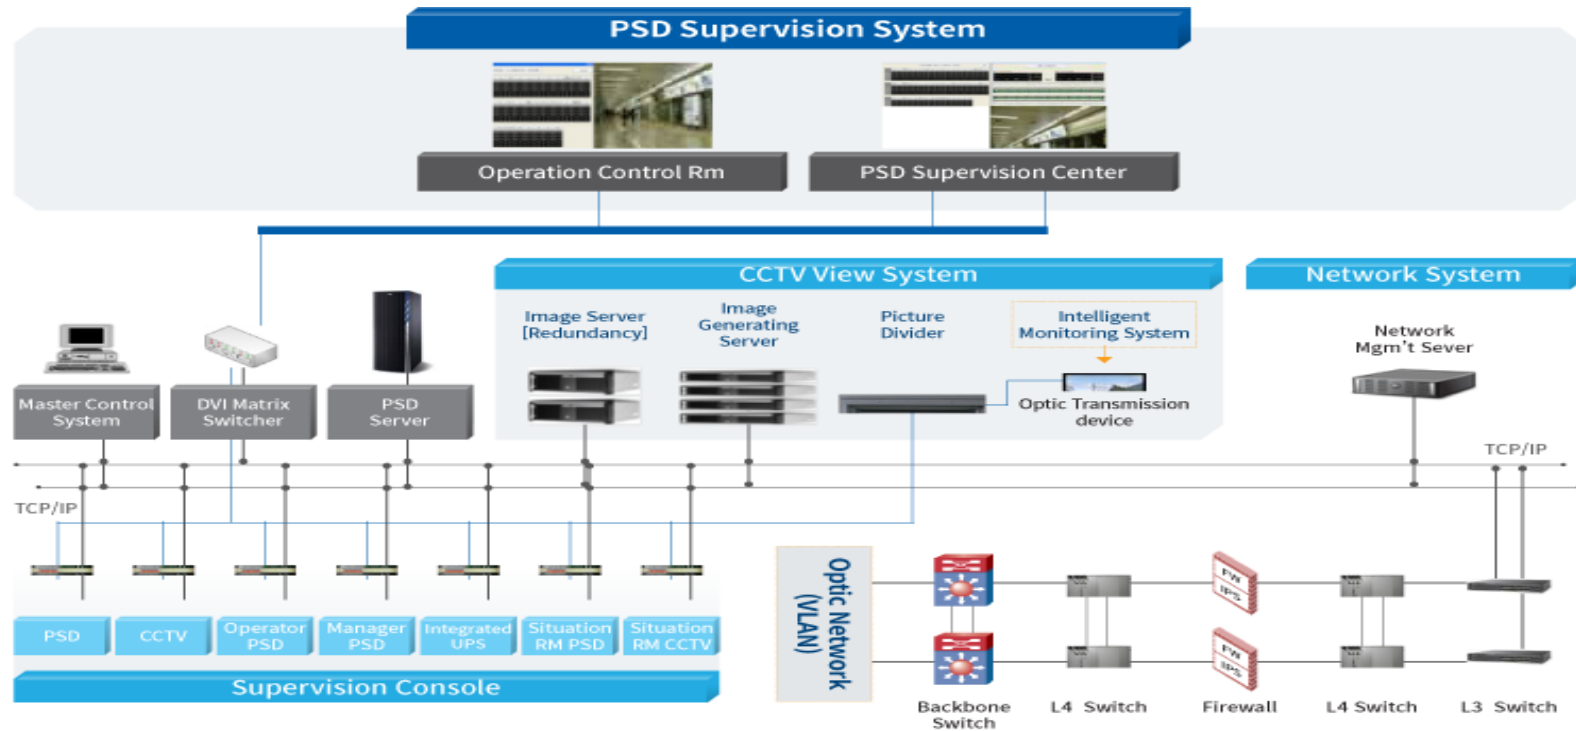 PSD Supervision System
Operation Control Rm
PSD Supervision Center
CCTV View System
Network System
Image Server
[Redundancy]
Image
Generating
Server
Picture
Divider
Intelligent
Monitoring System
Network
Mgm't Sever
Master Control
System
DVI Matrix
Switcher
PSD
Server
Optic Transmission
device
TCP/IP
TCP/IP
Optic Network
(VLAN)
FW
IPS
FW
IPS
PSD
CCTV
Operator
PSD
Manager
PSD
Integrated
UPS
Situation
RM PSD
Situation
RM CCTV
Supervision Console
Backbone
Switch
L4 Switch
Firewall
L4 Switch
L3 Switch